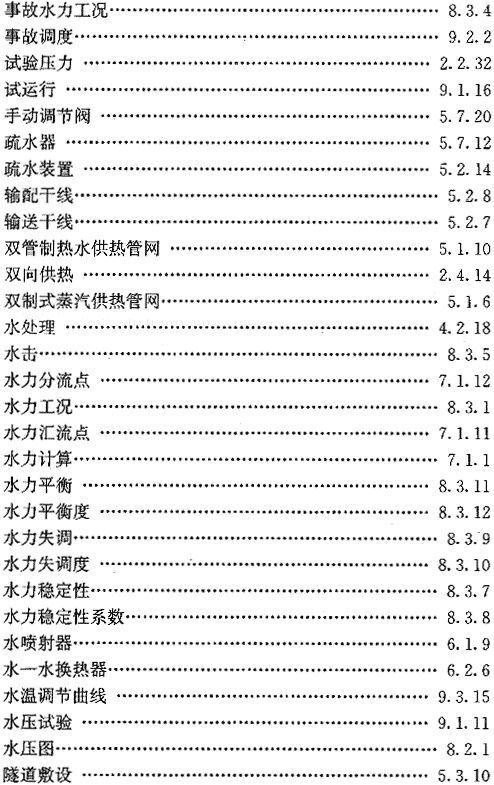 事故水力工况…………………………………………… 8.3.4
事故调度………………………………………………… 9.2.2
试验压力 ………………………………………………… 2.2.32
试运行 …………………………………………………… 9.1.16
手动调节阀 ……………………………………………… 5.7.20
疏水器 …………………………………………………… 5.7.12
疏水装置 ………………………………………………… 5.2.14
输配干线………………………………………………… 5.2.8
输送干线………………………………………………… 5.2.7
双管制热水供热管网 …………………………………… 5.1.10
双向供热 ………………………………………………… 2.4.14
双制式蒸汽供热管网…………………………………… 5.1.6
水处理 …………………………………………………… 4.2.18
水击……………………………………………………… 8.3.5
水力分流点 ……………………………………………… 7.1.12
水力工况………………………………………………… 8.3.1
水力汇流点 ……………………………………………… 7.1.11
水力计算………………………………………………… 7.1.1
水力平衡 ………………………………………………… 8.3.11
水力平衡度 ……………………………………………… 8.3.12
水力失调………………………………………………… 8.3.9
水力失调度 ……………………………………………… 8.3.10
水力稳定性……………………………………………… 8.3.7
水力稳定性系数………………………………………… 8.3.8
水喷射器………………………………………………… 6.1.9
水—水换热器…………………………………………… 6.2.6
水温调节曲线 …………………………………………… 9.3.15
水压试验 ………………………………………………… 9.1.11
水压图…………………………………………………… 8.2.1
隧道敷设 ………………………………………………… 5.3.10